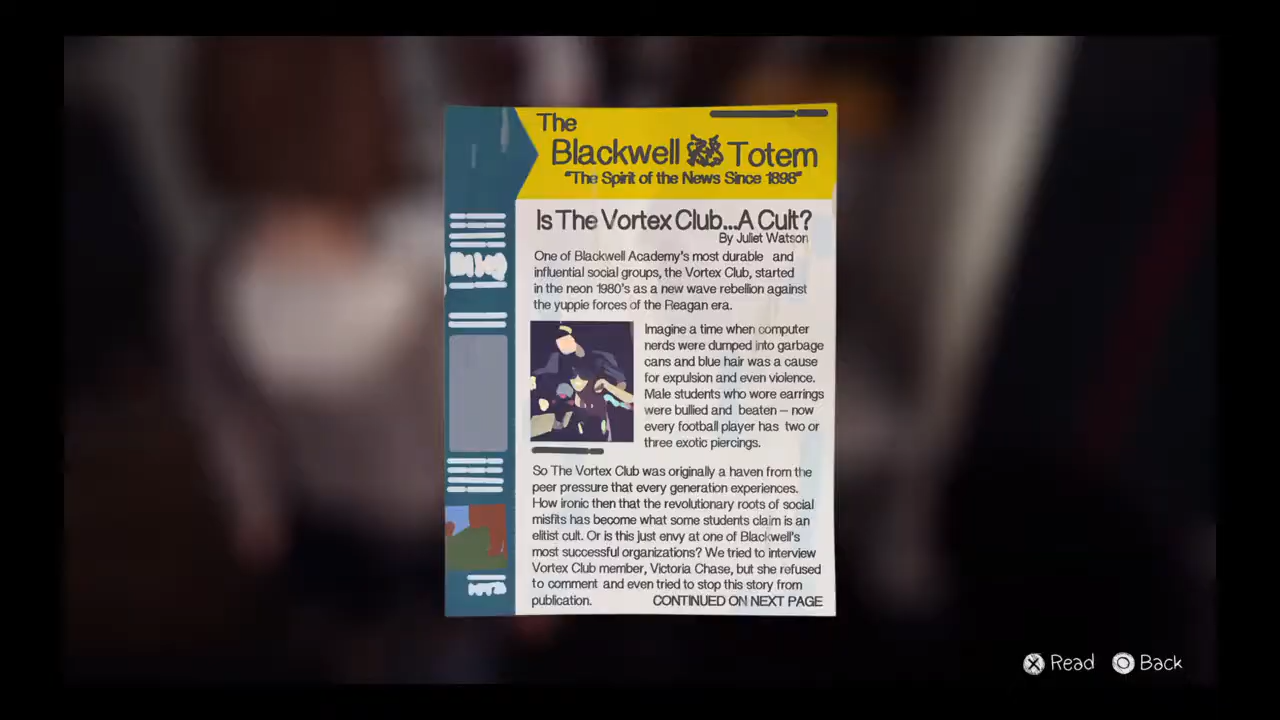 The
Blackwell Totem
"The Spirit of the News Since 1898"
Is The Vortex Club...A Cult?
By Juliet Watson
One of Blackwell Academy's most durable and
influential social groups, the Vortex Club, started
in the neon 1980's as a new wave rebellion against
the yuppie forces of the Reagan era.
Imagine a time when computer
nerds were dumped into garbage
cans and blue hair was a cause
for expulsion and even violence.
Male students who wore earrings
were bullied and beaten – now
every football player has two or
three exotic piercings.
So The Vortex Club was originally a haven from the
peer pressure that every generation experiences.
How ironic then that the revolutionary roots of social
misfits has become what some students claim is an
elitist cult. Or is this just envy at one of Blackwell's
most successful organizations? We tried to interview
Vortex Club member, Victoria Chase, but she refused
to comment and even tried to stop this story from
publication. CONTINUED ON NEXT PAGE
Read Back